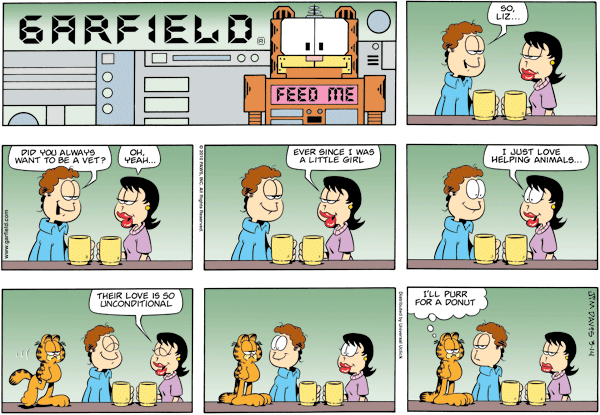 GARFIELD®
FEED ME
SO,
LIZ...
DID YOU ALWAYS
WANT TO BE A VET?
OH,
YEAH...
www.garfield.com
© 2010 PAWS, INC. All Rights Reserved.
EVER SINCE I WAS
A LITTLE GIRL
I JUST LOVE
HELPING ANIMALS...
THEIR LOVE IS SO
UNCONDITIONAL
Distributed by Universal Uclick
I'LL PURR
FOR A DONUT
JIM DAVIS 3-14